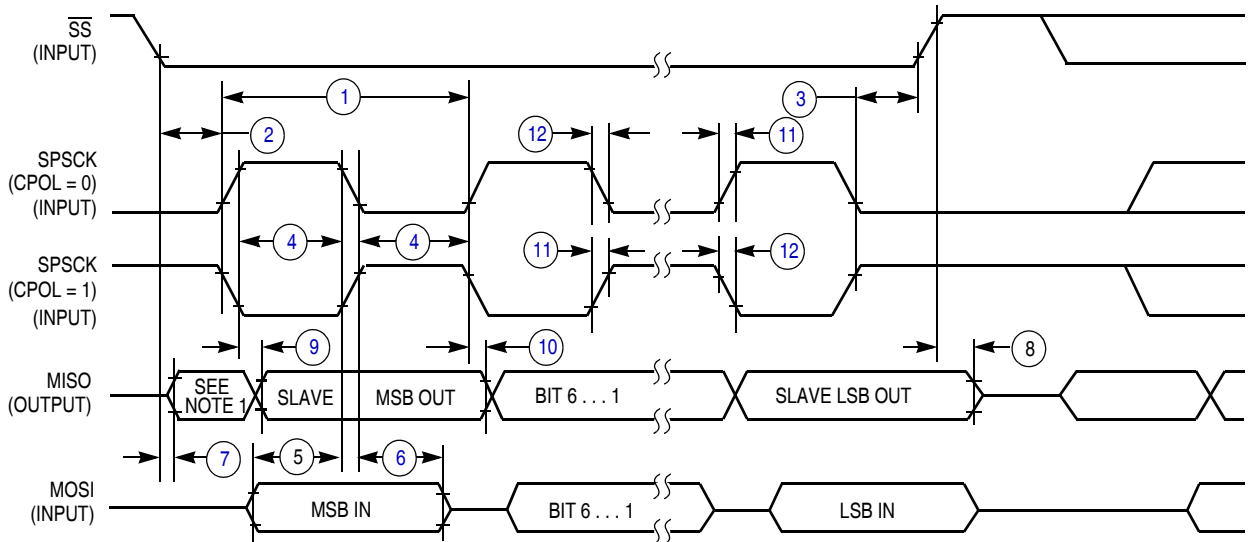 SS
(INPUT)
1
3
2
12
11
SPSCK
(CPOL = 0)
(INPUT)
4
4
11
12
SPSCK
(CPOL = 1)
(INPUT)
9
10
8
MISO
(OUTPUT)
SEE
NOTE 1
SLAVE
MSB OUT
BIT 6 . . . 1
SLAVE LSB OUT
7
5
6
MOSI
(INPUT)
MSB IN
BIT 6 . . . 1
LSB IN